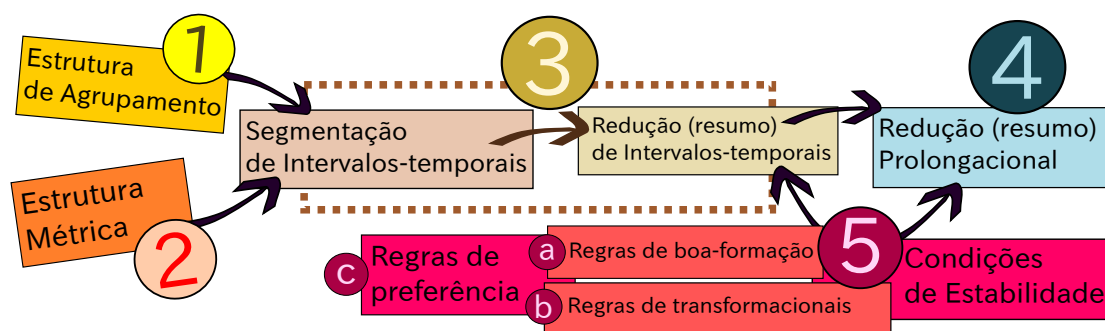 1
Estrutura
de Agrupamento
2
Estrutura
Métrica
3
Segmentação
de Intervalos-temporais
Redução (resumo)
de Intervalos-temporais
4
Redução (resumo)
Prolongacional
5
Condições
de Estabilidade
a
Regras de boa-formação
b
Regras de transformacionais
c
Regras de
preferência